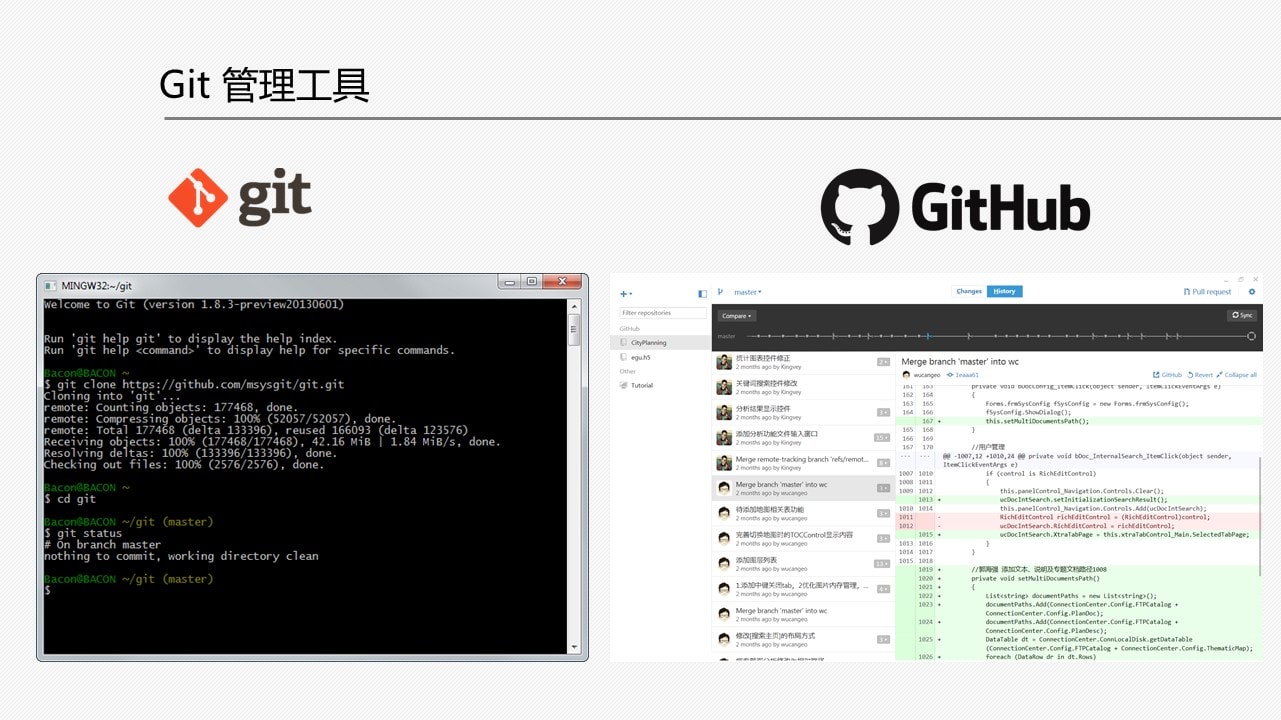 Git 管理工具
git
GitHub
MINGW32:~/git
Welcome to Git (version 1.8.3-preview20130601)
Run 'git help git' to display the help index.
Run 'git help <command>' to display help for specific commands.
Bacon@BACON ~
$ git clone https://github.com/msysgit/git.git
Cloning into 'git'...
remote: Counting objects: 177468, done.
remote: Compressing objects: 100% (52057/52057), done.
remote: Total 177468 (delta 133396), reused 166093 (delta 123576)
Receiving objects: 100% (177468/177468), 42.16 MiB | 1.84 MiB/s, done.
Resolving deltas: 100% (133396/133396), done.
Checking out files: 100% (2576/2576), done.
Bacon@BACON ~
$ cd git
Bacon@BACON ~/git (master)
$ git status
# On branch master
nothing to commit, working directory clean
Bacon@BACON ~/git (master)
$
master
Changes
History
Pull request
Filter repositories
GitHub
CityPlanning
egu.h5
Other
Tutorial
Compare
Sync
master
统计图表控件修正
2 months ago by Kingvey
关键词搜索控件修改
2 months ago by Kingvey
分析结果显示控件
2 months ago by Kingvey
添加分析功能文件输入窗口
2 months ago by Kingvey
Merge remote-tracking branch 'refs/remot...
2 months ago by Kingvey
Merge branch 'master' into wc
2 months ago by wucangeo
待添加地图相关表功能
2 months ago by wucangeo
完善切换地图时的TOCControl显示内容
2 months ago by wucangeo
添加图层列表
2 months ago by wucangeo
1.添加中键关闭tab，2优化图片内存管理，...
2 months ago by wucangeo
Merge branch 'master' into wc
2 months ago by wucangeo
修改[搜索主页]的布局方式
2 months ago by wucangeo
Merge branch 'master' into wc
wucangeo 1eaaa61 GitHub Revert Collapse all
161 163 private void bDocConfig_ItemClick(object sender, ItemClickEventArgs e)
162 164 {
163 165 Forms.frmSysConfig fSysConfig = new Forms.frmSysConfig();
164 166 fSysConfig.ShowDialog();
167 + this.setMultiDocumentsPath();
165 168 }
166 169
167 170 //用户管理
... ... @@ -1007,12 +1010,24 @@ private void bDoc_InternalSearch_ItemClick(object sender,
ItemClickEventArgs e)
1007 1010 if (control is RichEditControl)
1008 1011 {
1009 1012 this.panelControl_Navigation.Controls.Clear();
1013 + ucDocIntSearch.setInitializationSearchResult();
1010 1014 this.panelControl_Navigation.Controls.Add(ucDocIntSearch);
1011 - RichEditControl richEditControl = (RichEditControl)control;
1012 - ucDocIntSearch.RichEditControl = richEditControl;
1015 + ucDocIntSearch.XtraTabPage = this.xtraTabControl_Main.SelectedTabPage;
1013 1016 }
1014 1017 }
1015 1018
1019 + //郭海强 添加文本、说明及专题文档路径1008
1020 + private void setMultiDocumentsPath()
1021 + {
1022 + List<string> documentPaths = new List<string>();
1023 + documentPaths.Add(ConnectionCenter.Config.FTPCatalog +
ConnectionCenter.Config.PlanDoc);
1024 + documentPaths.Add(ConnectionCenter.Config.FTPCatalog +
ConnectionCenter.Config.PlanDesc);
1025 + DataTable dt = ConnectionCenter.ConnLocalDisk.getDataTable
(ConnectionCenter.Config.FTPCatalog + ConnectionCenter.Config.ThematicMap);
1026 + foreach (DataRow dr in dt.Rows)